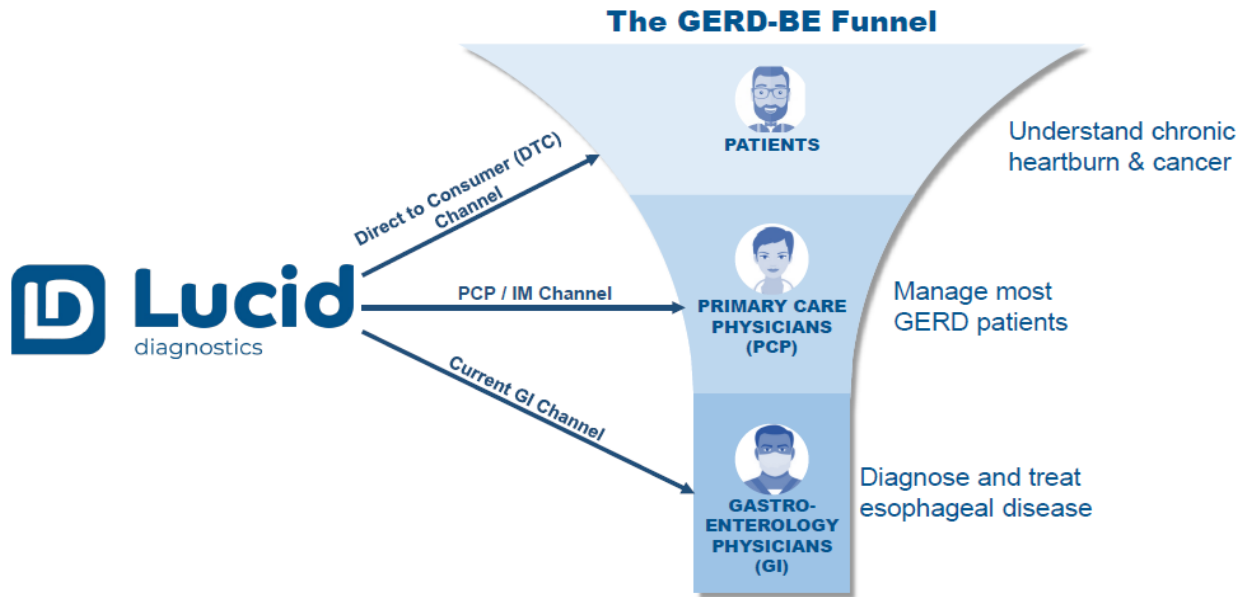 The GERD-BE Funnel
PATIENTS
Understand chronic
heartburn & cancer
Direct to Consumer (DTC)
Channel
LD Lucid
diagnostics
PCP / IM Channel
PRIMARY CARE
PHYSICIANS
(PCP)
Manage most
GERD patients
Current GI Channel
GASTRO-
ENTEROLOGY
PHYSICIANS
(GI)
Diagnose and treat
esophageal disease